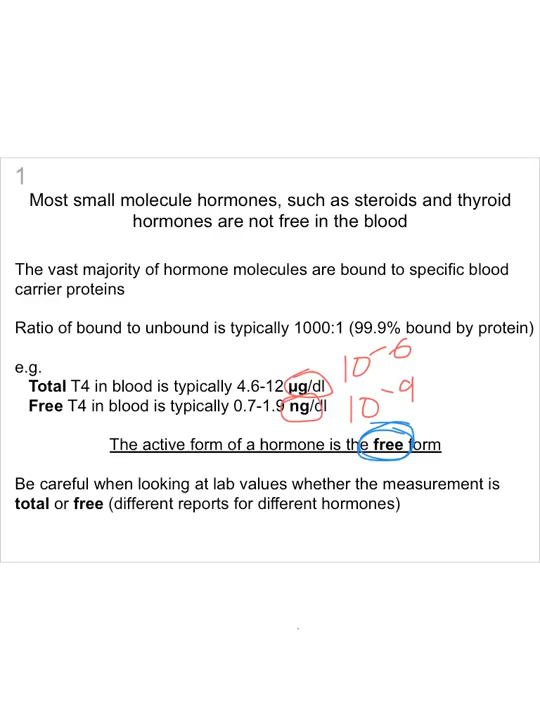 1
Most small molecule hormones, such as steroids and thyroid
hormones are not free in the blood
The vast majority of hormone molecules are bound to specific blood
carrier proteins
Ratio of bound to unbound is typically 1000:1 (99.9% bound by protein)
e.g.
Total T4 in blood is typically 4.6-12 µg/dl
10⁻⁶
Free T4 in blood is typically 0.7-1.9 ng/dl
10⁻⁹
The active form of a hormone is the free form
Be careful when looking at lab values whether the measurement is
total or free (different reports for different hormones)